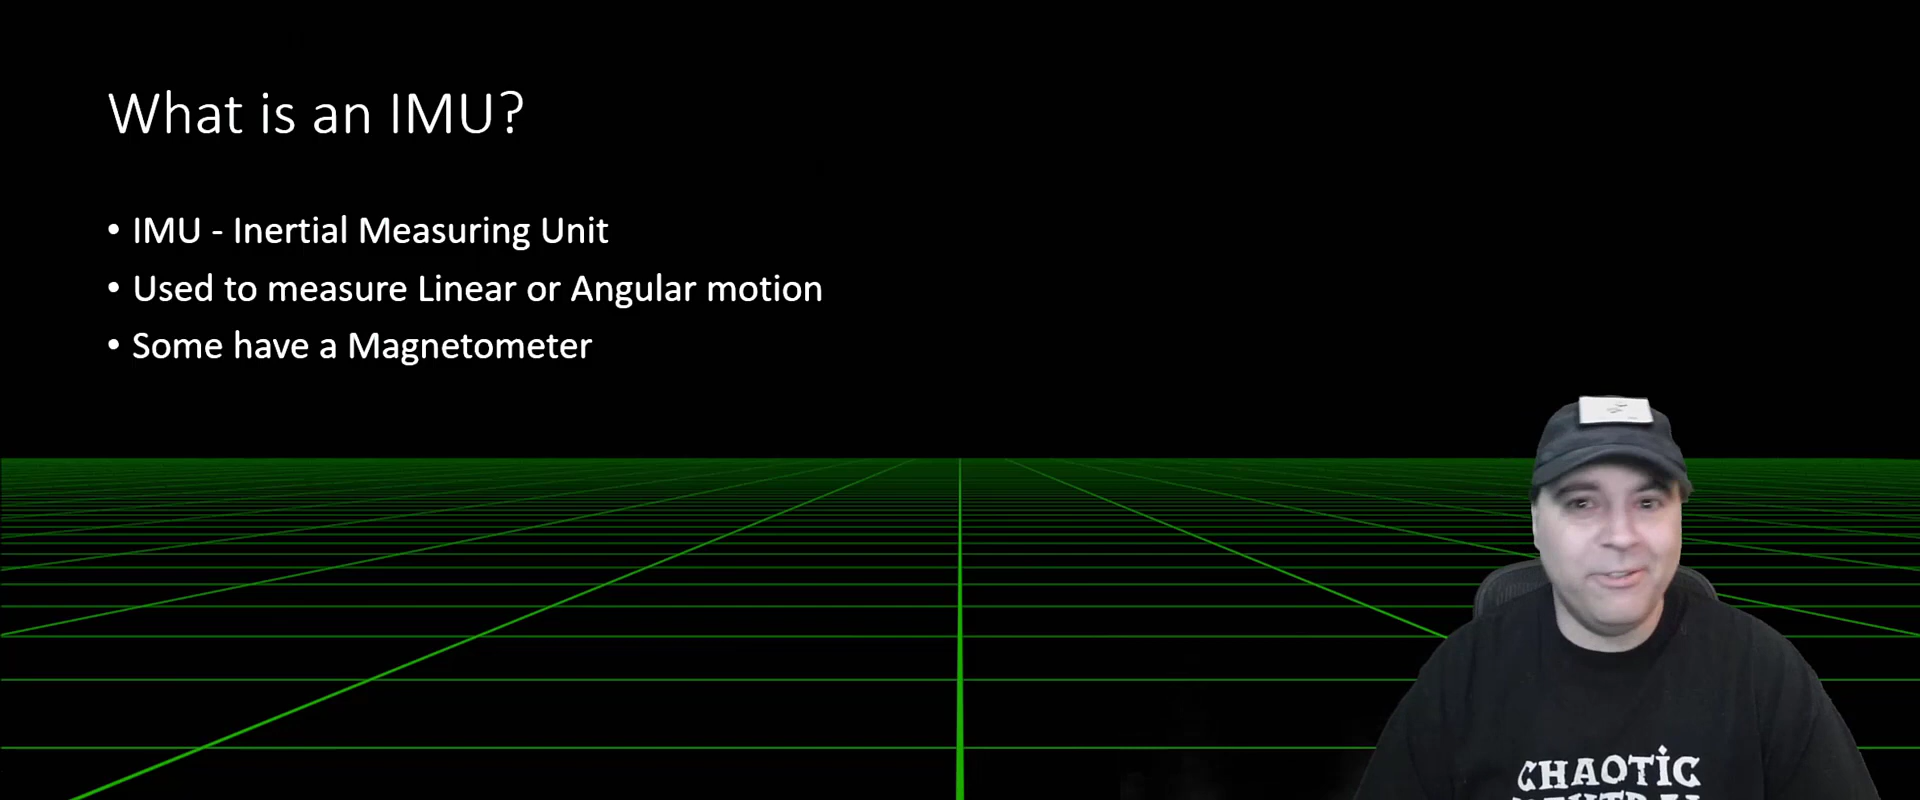 What is an IMU?
• IMU - Inertial Measuring Unit
• Used to measure Linear or Angular motion
• Some have a Magnetometer
CHAOTIC